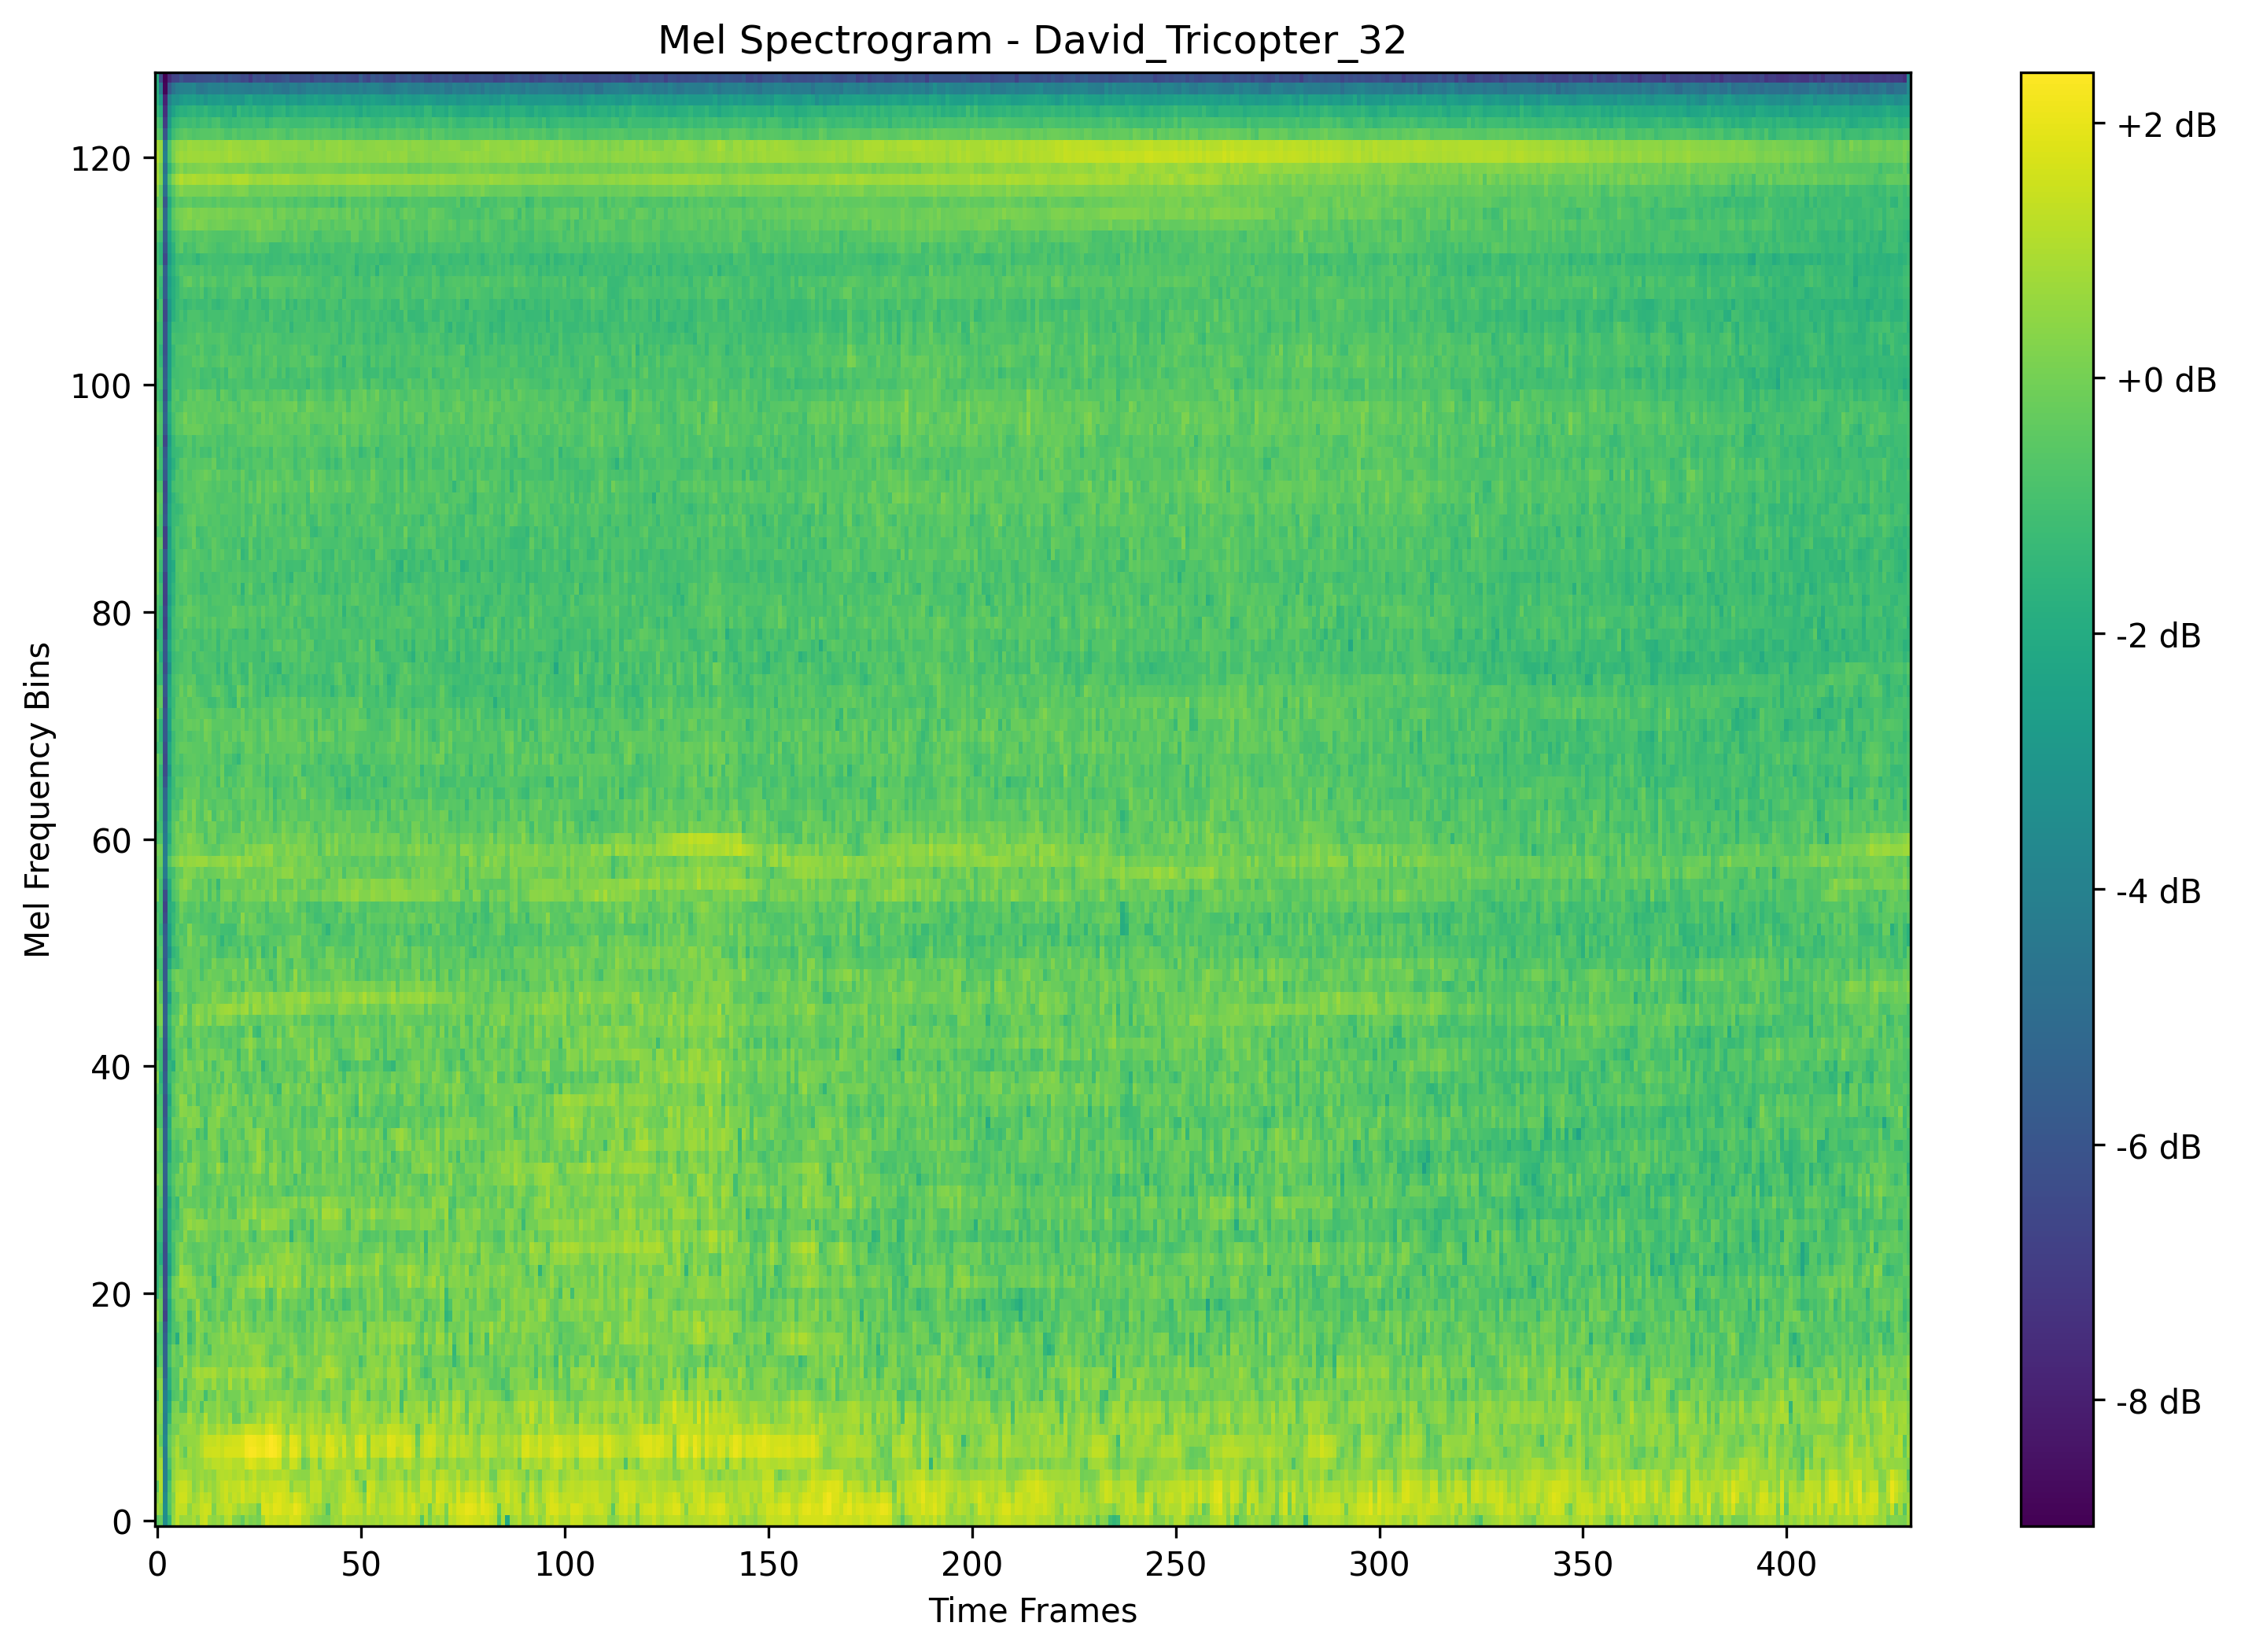 Mel Spectrogram - David_Tricopter_32
Mel Frequency Bins
120
100
80
60
40
20
0
0 50 100 150 200 250 300 350 400
Time Frames
+2 dB
+0 dB
-2 dB
-4 dB
-6 dB
-8 dB